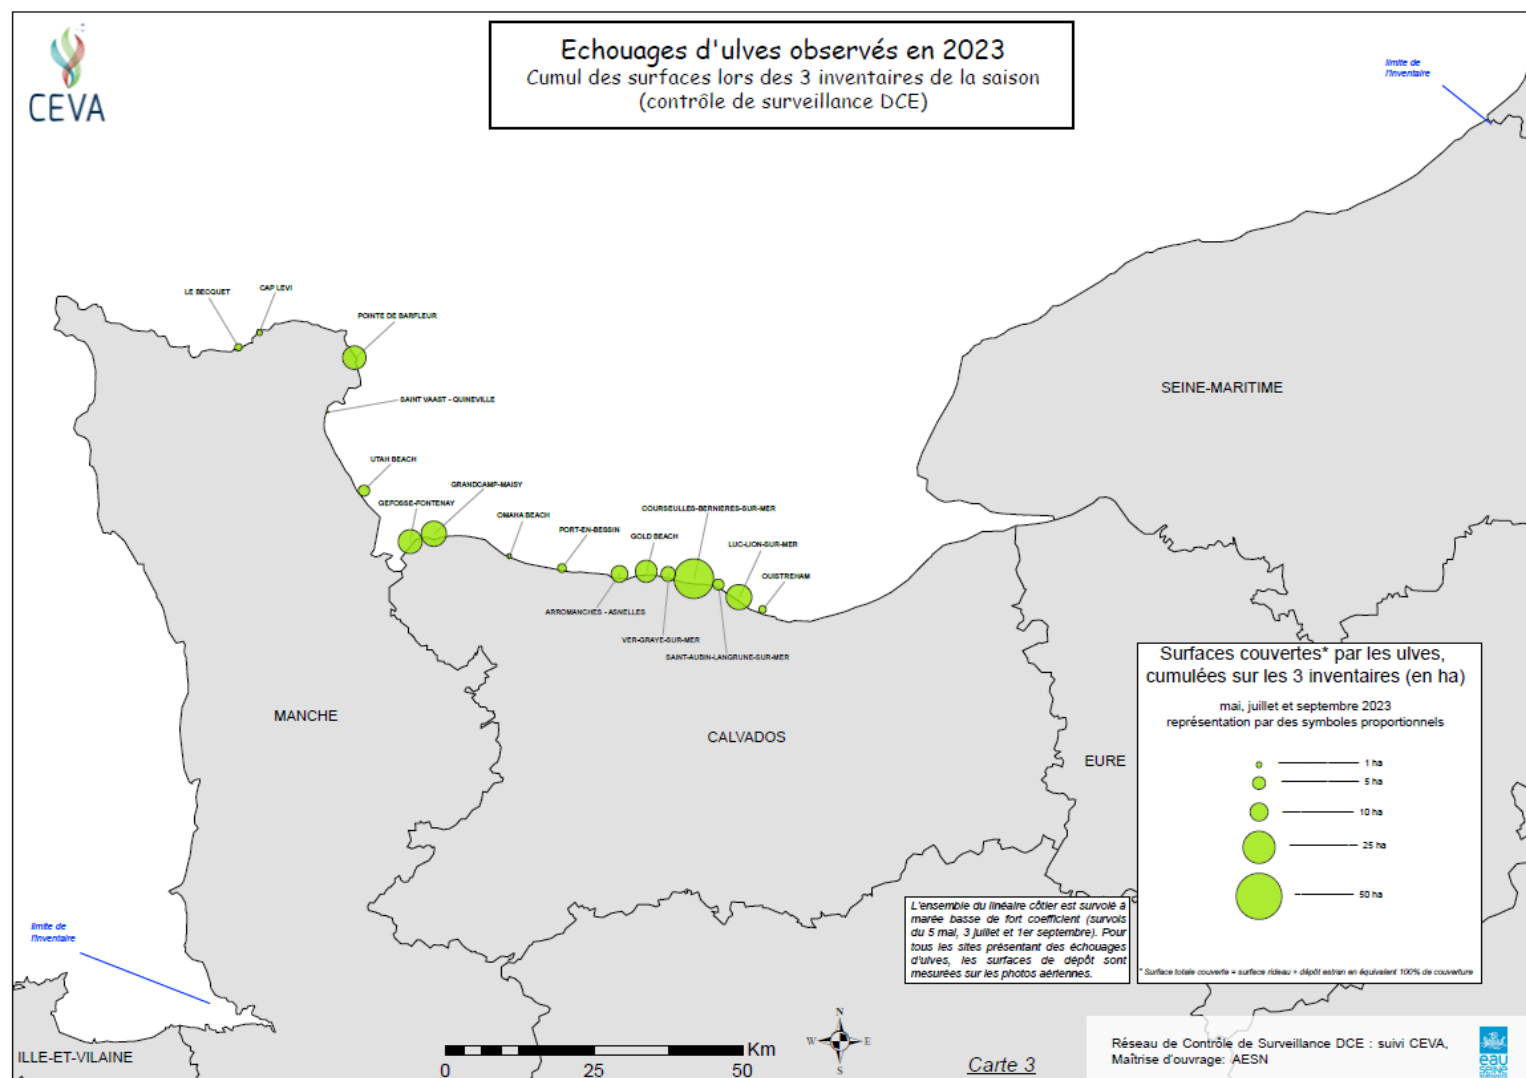 CEVA
Echouages d'ulves observés en 2023
Cumul des surfaces lors des 3 inventaires de la saison
(contrôle de surveillance DCE)
limite de
l'inventaire
LE BECQUET
CAP LEVI
POINTE DE BARFLEUR
SAINT VAAST - QUINEVILLE
UTAH BEACH
GRANDCAMP-MAISY
GEFOSSE-FONTENAY
OMAHA BEACH
PORT-EN-BESSIN
COURSEULLES-BERNIERES-SUR-MER
GOLD BEACH
LUC-LION-SUR-MER
OUISTREHAM
ARROMANCHES - ASNELLES
VER-GRAYE-SUR-MER
SAINT-AUBIN-LANGRUNE-SUR-MER
SEINE-MARITIME
MANCHE
CALVADOS
EURE
ILLE-ET-VILAINE
limite de
l'inventaire
Surfaces couvertes* par les ulves,
cumulées sur les 3 inventaires (en ha)
mai, juillet et septembre 2023
représentation par des symboles proportionnels
1 ha
5 ha
10 ha
25 ha
50 ha
* Surface totale couverte = surface rideau + dépôt estran en équivalent 100% de couverture
L'ensemble du linéaire côtier est survolé à
marée basse de fort coefficient (survols
du 5 mai, 3 juillet et 1er septembre). Pour
tous les sites présentant des échouages
d'ulves, les surfaces de dépôt sont
mesurées sur les photos aériennes.
N
W E
S
Km
0 25 50
Carte 3
Réseau de Contrôle de Surveillance DCE : suivi CEVA,
Maîtrise d'ouvrage: AESN
eau